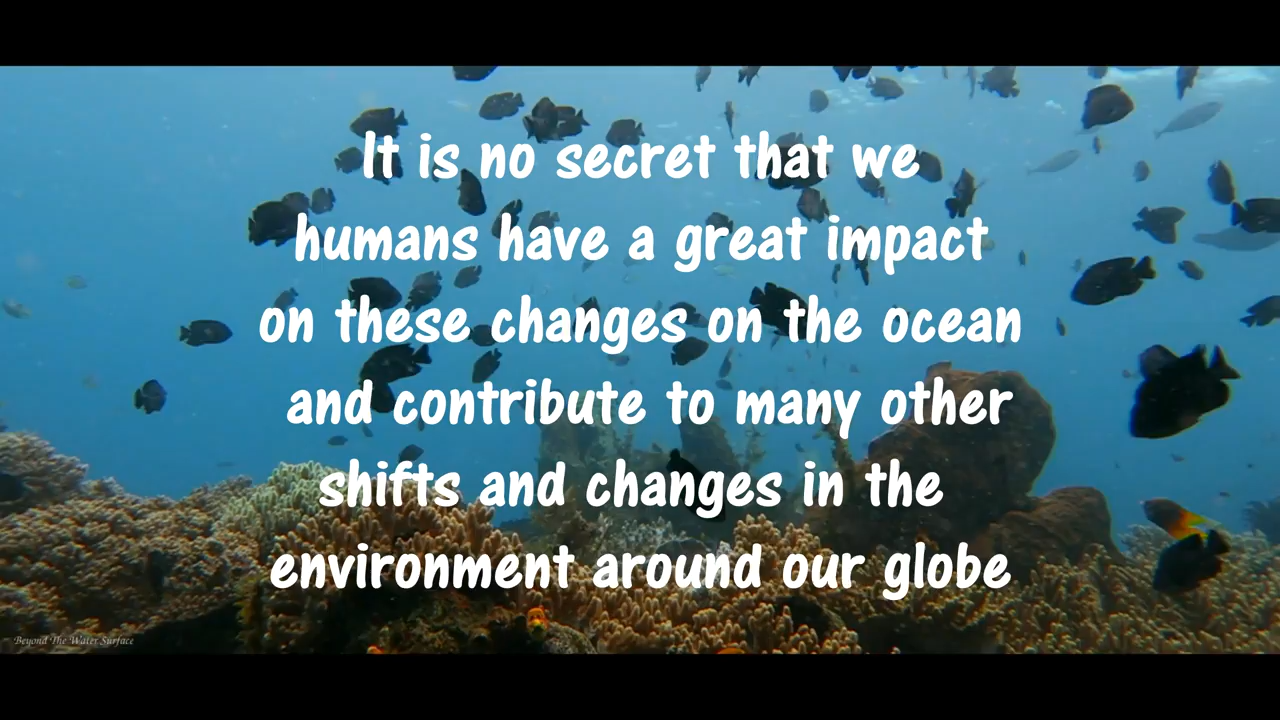 It is no secret that we
humans have a great impact
on these changes on the ocean
and contribute to many other
shifts and changes in the
environment around our globe
Beyond The Water Surface